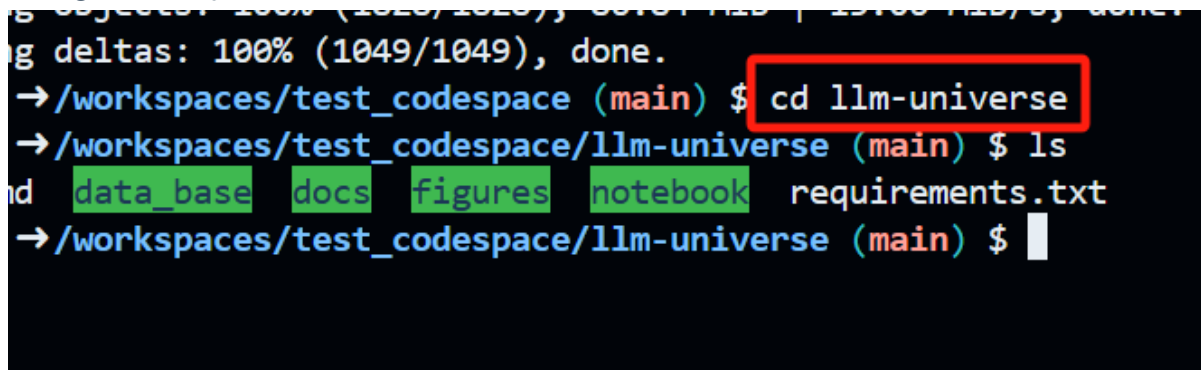 deltas: 100% (1049/1049), done.
→/workspaces/test_codespace (main) $ cd llm-universe
→/workspaces/test_codespace/llm-universe (main) $ ls
data_base docs figures notebook requirements.txt
→/workspaces/test_codespace/llm-universe (main) $